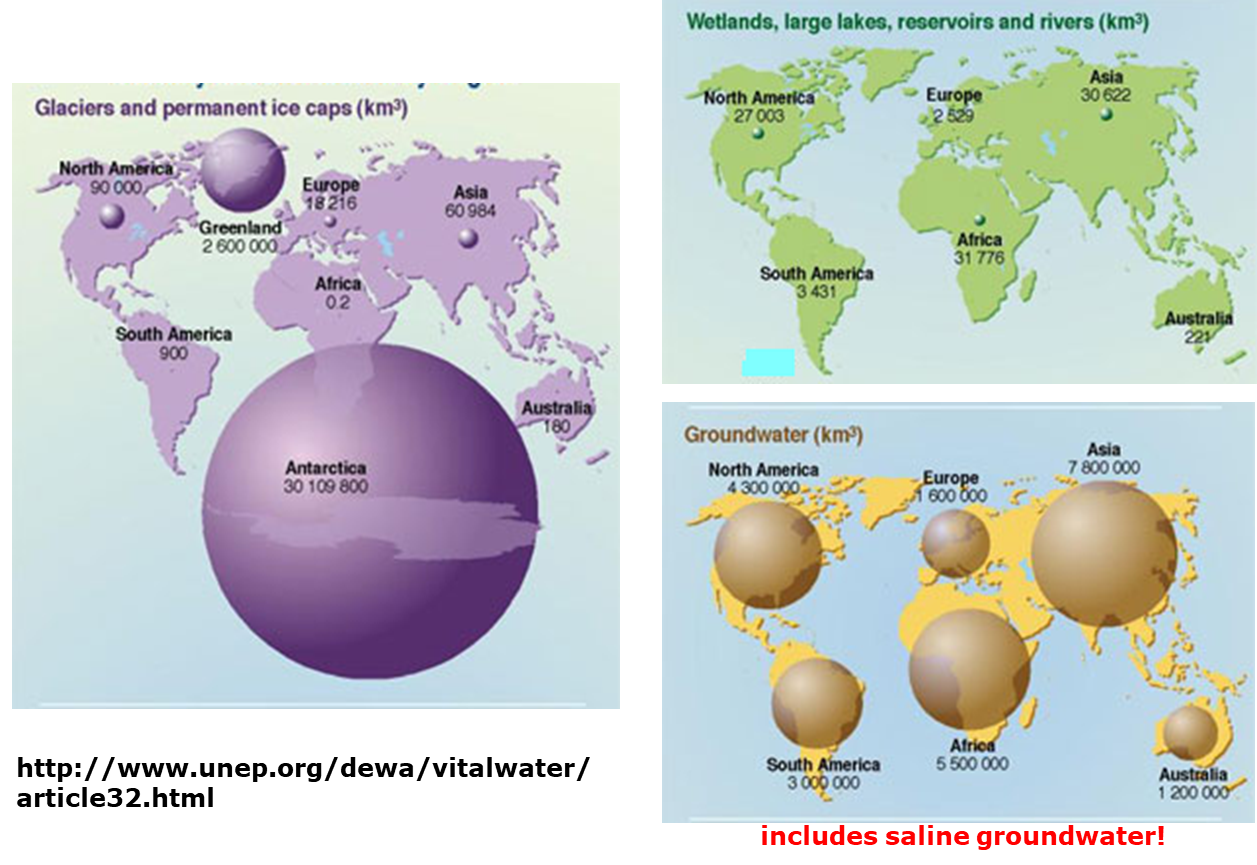 Glaciers and permanent ice caps (km³)
North America
90 000
Greenland
2 600 000
Europe
18 216
Asia
60 984
Africa
0.2
South America
900
Australia
180
Antarctica
30 109 800
http://www.unep.org/dewa/vitalwater/
article32.html
Wetlands, large lakes, reservoirs and rivers (km³)
North America
27 003
Europe
2 529
Asia
30 622
Africa
31 776
South America
3 431
Australia
221
Groundwater (km³)
North America
4 300 000
Europe
1 600 000
Asia
7 800 000
South America
3 000 000
Africa
5 500 000
Australia
1 200 000
includes saline groundwater!